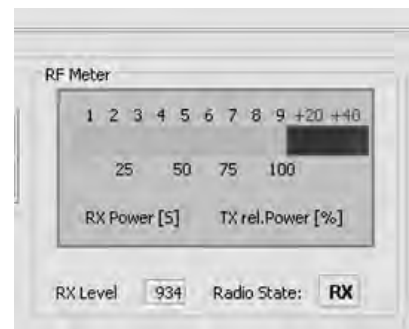 RF Meter
1 2 3 4 5 6 7 8 9 +20 +40
25 50 75 100
RX Power [S] TX rel.Power [%]
RX Level 934 Radio State: RX